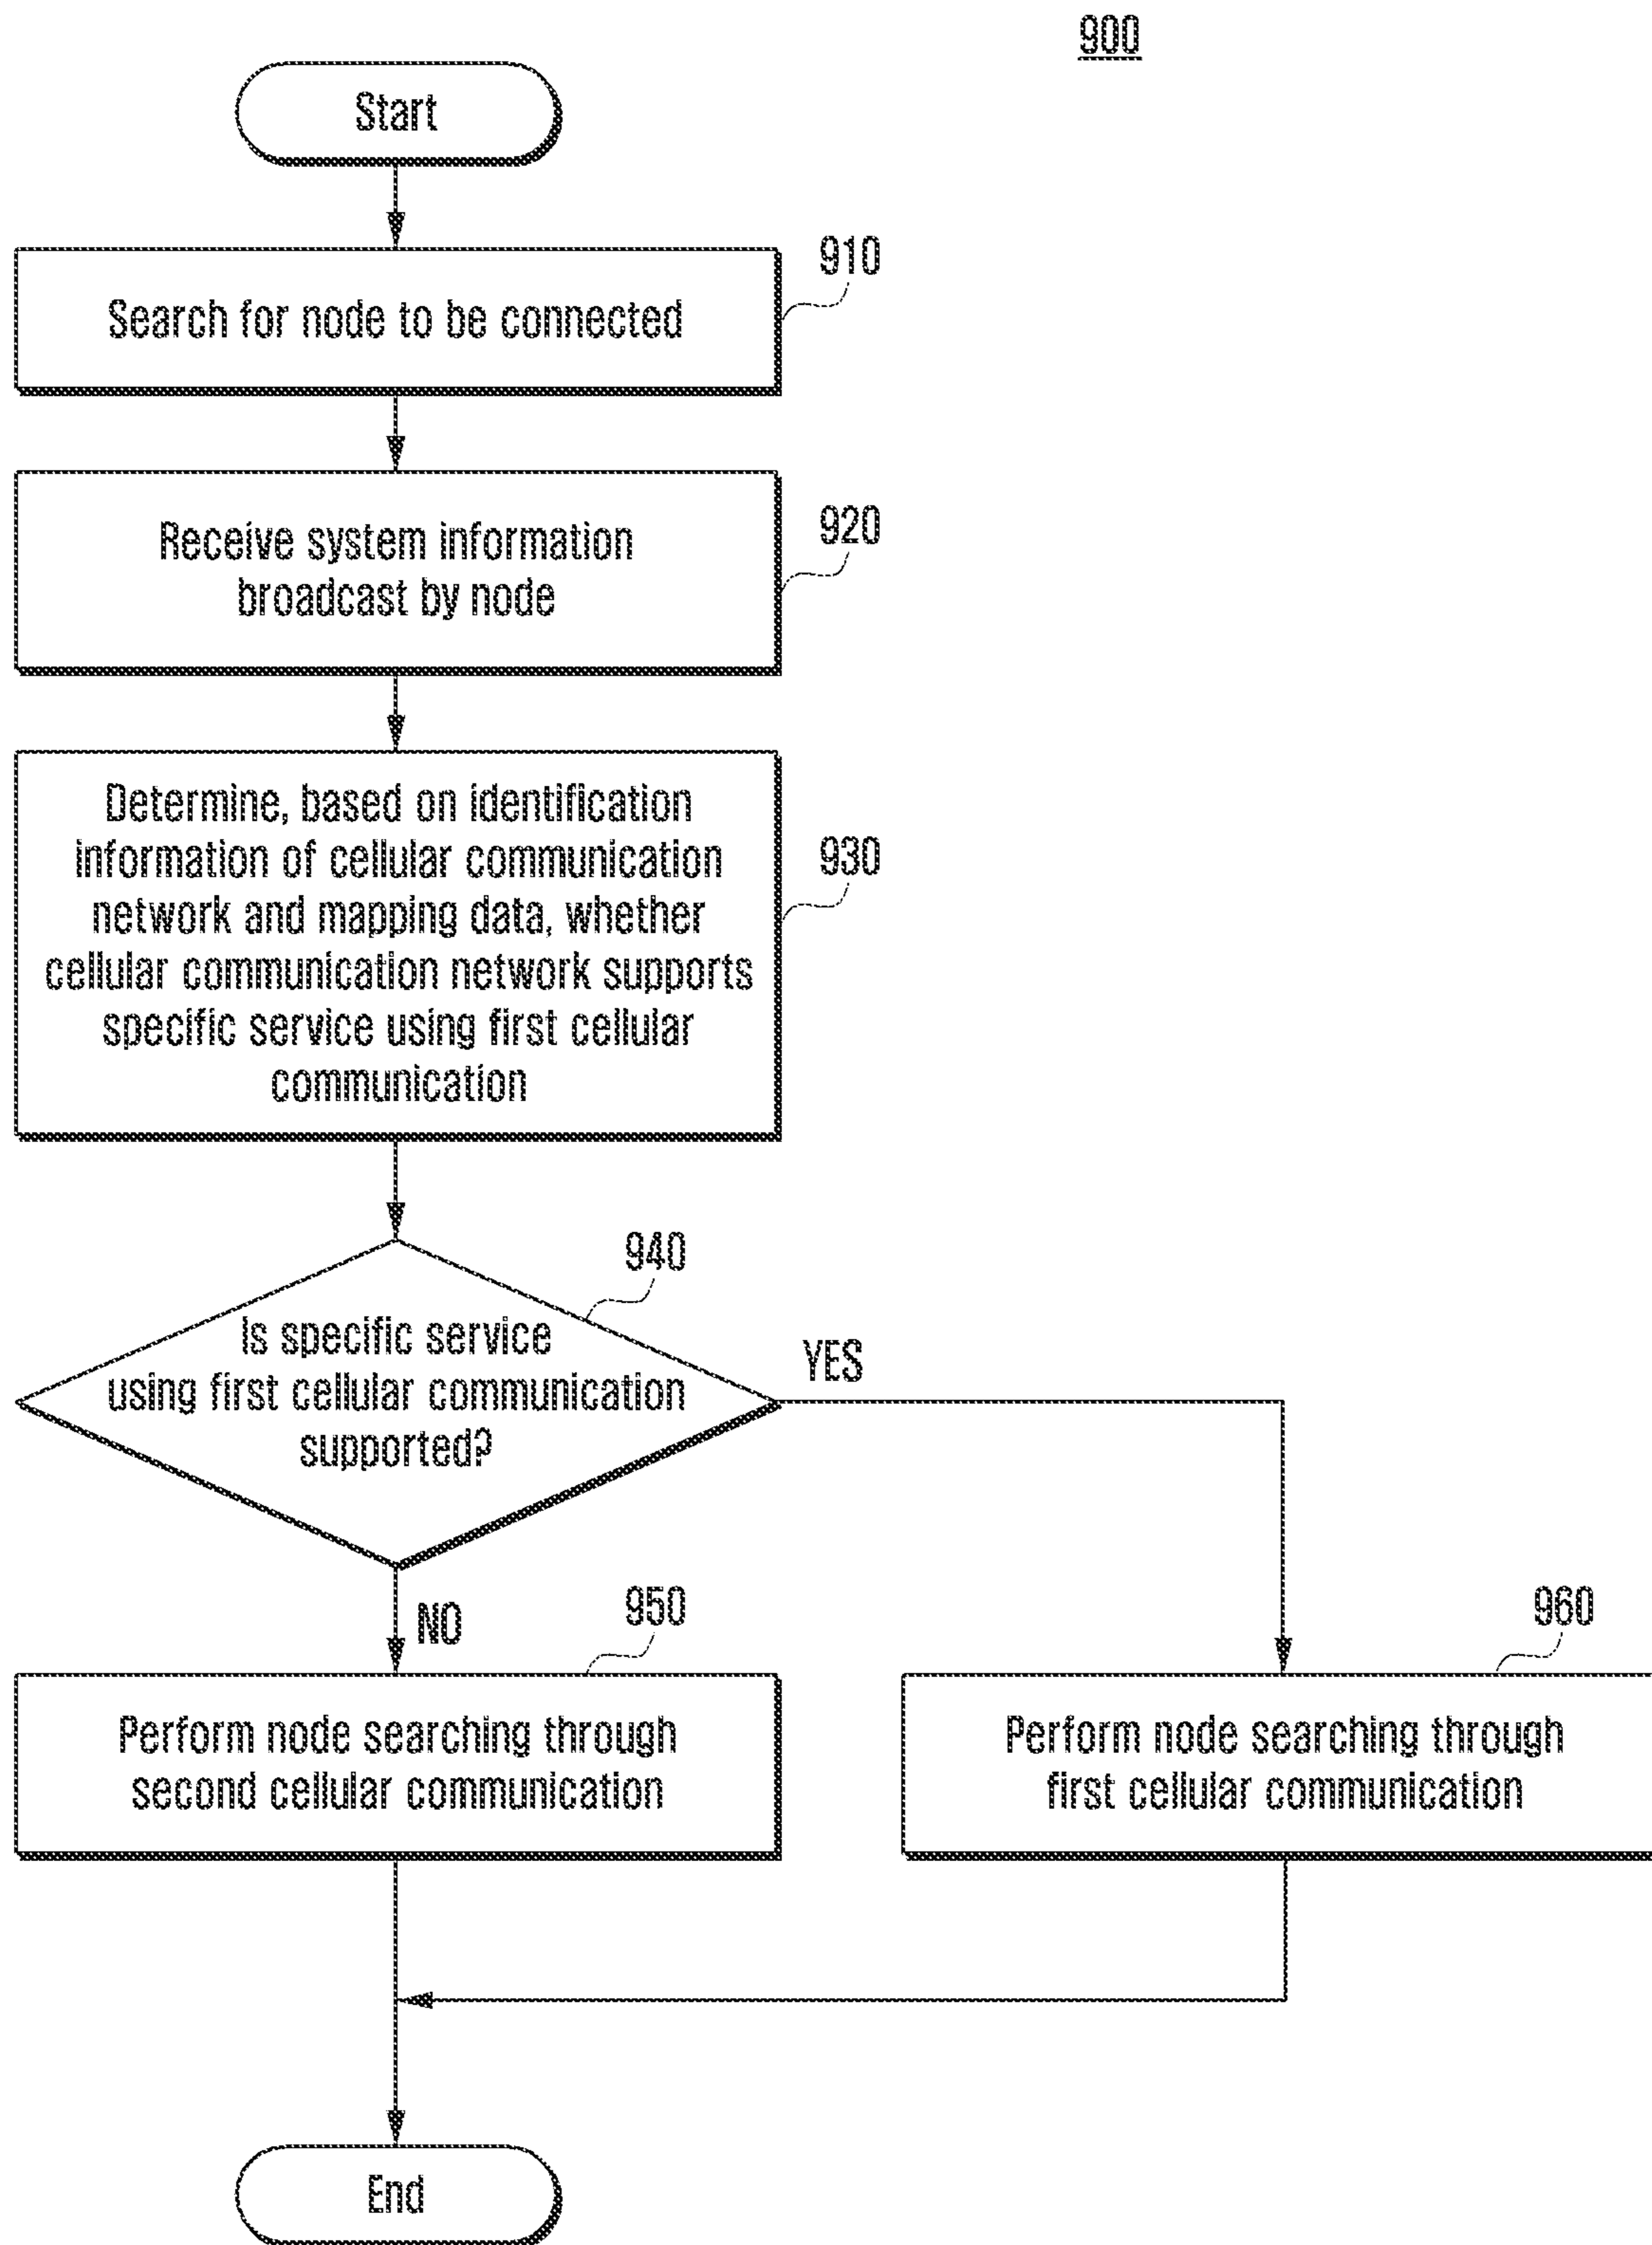 900
Start
910
Search for node to be connected
920
Receive system information
broadcast by node
930
Determine, based on identification
information of cellular communication
network and mapping data, whether
cellular communication network supports
specific service using first cellular
communication
940
Is specific service
using first cellular communication
supported?
YES
NO
950
960
Perform node searching through
second cellular communication
Perform node searching through
first cellular communication
End